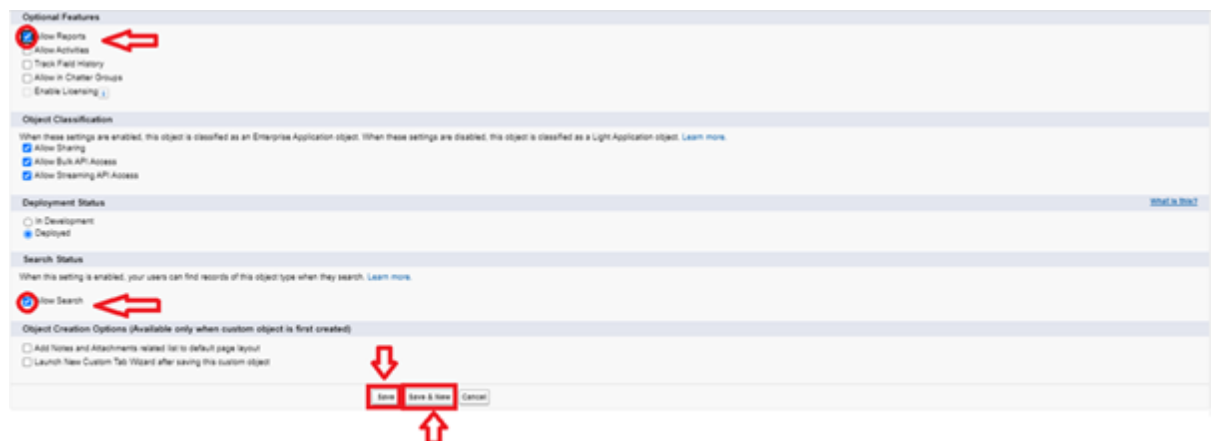 Optional Features
Allow Reports
Allow Activities
Track Field History
Allow in Chatter Groups
Enable Licensing i
Object Classification
When these settings are enabled, this object is classified as an Enterprise Application object. When these settings are disabled, this object is classified as a Light Application object. Learn more.
Allow Sharing
Allow Bulk API Access
Allow Streaming API Access
Deployment Status What is this?
In Development
Deployed
Search Status
When this setting is enabled, your users can find records of this object type when they search. Learn more.
Allow Search
Object Creation Options (Available only when custom object is first created)
Add Notes and Attachments related list to default page layout
Launch New Custom Tab Wizard after saving this custom object
Save Save & New Cancel